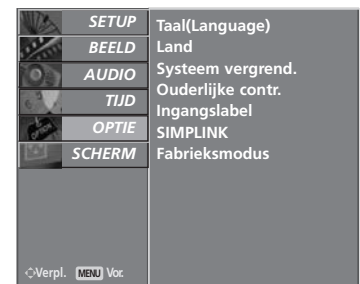 SETUP
BEELD
AUDIO
TIJD
OPTIE
SCHERM
Taal(Language)
Land
Systeem vergrend.
Ouderlijke contr.
Ingangslabel
SIMPLINK
Fabrieksmodus
Verpl. MENU Vor.